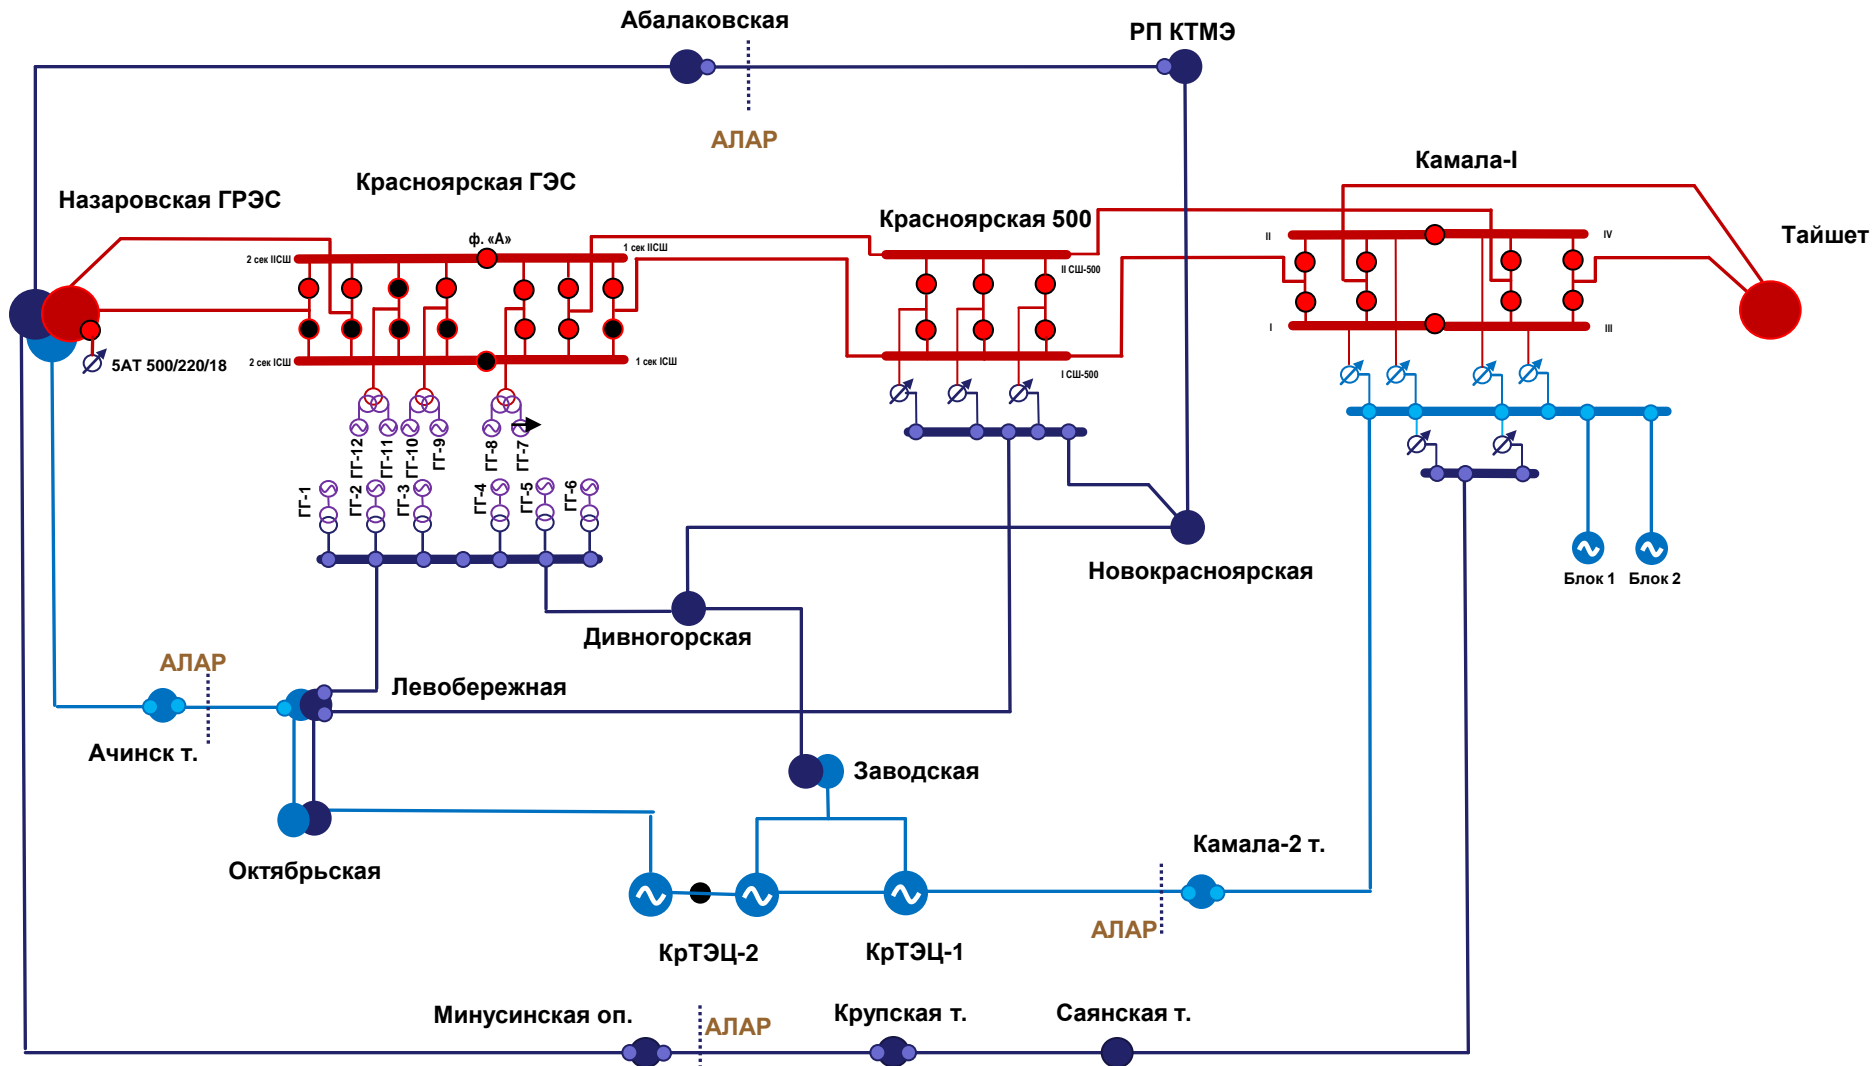 Абалаковская
РП КТМЭ
АЛАР
Камала-I
Красноярская ГЭС
Назаровская ГРЭС
Красноярская 500
Тайшет
ф. «А»
1 сек IIСШ
2 сек IIСШ
II СШ-500
II
IV
I
III
5АТ 500/220/18
2 сек IСШ
1 сек IСШ
I СШ-500
ГГ-12
ГГ-11
ГГ-10
ГГ-9
ГГ-8
ГГ-7
ГГ-1
ГГ-2
ГГ-3
ГГ-4
ГГ-5
ГГ-6
Новокрасноярская
Блок 1
Блок 2
Дивногорская
АЛАР
Левобережная
Ачинск т.
Заводская
Октябрьская
Камала-2 т.
АЛАР
КрТЭЦ-2
КрТЭЦ-1
Минусинская оп.
АЛАР
Крупская т.
Саянская т.